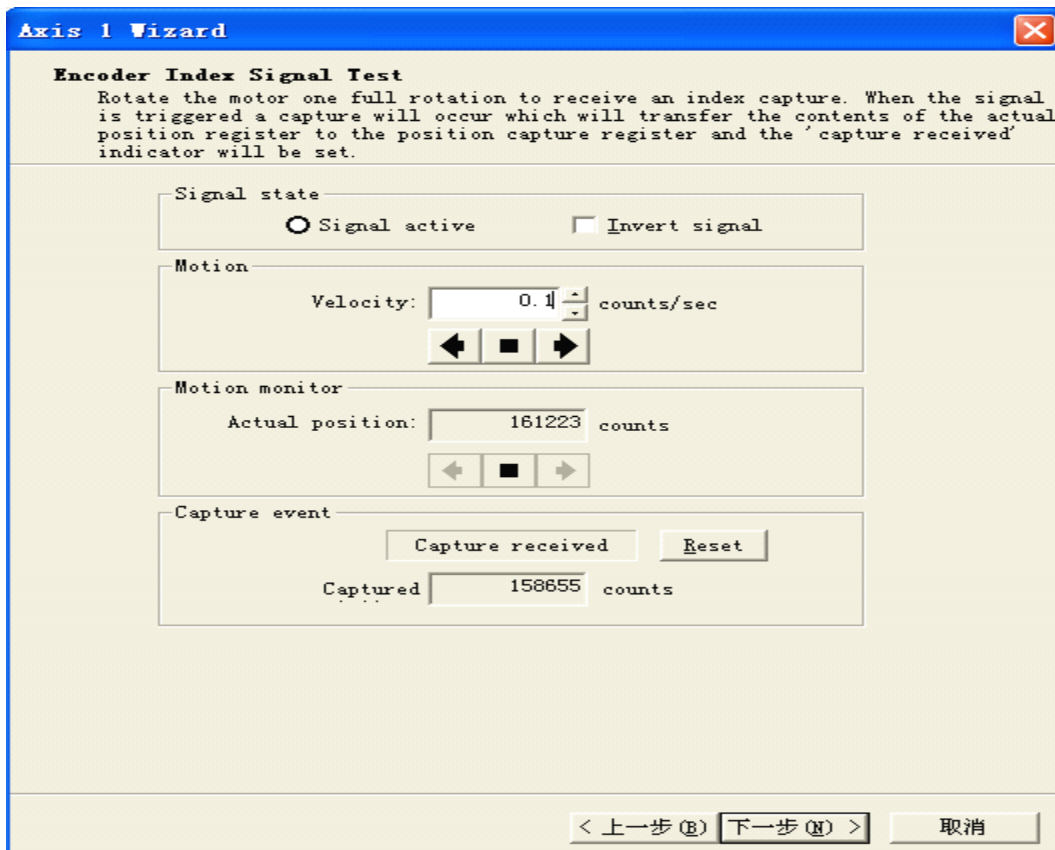 Axis 1 Wizard
Encoder Index Signal Test
Rotate the motor one full rotation to receive an index capture. When the signal
is triggered a capture will occur which will transfer the contents of the actual
position register to the position capture register and the 'capture received'
indicator will be set.
Signal state
Signal active Invert signal
Motion
Velocity: 0.1 counts/sec
Motion monitor
Actual position: 161223 counts
Capture event
Capture received Reset
Captured 158655 counts
< 上一步(B) 下一步(N) > 取消